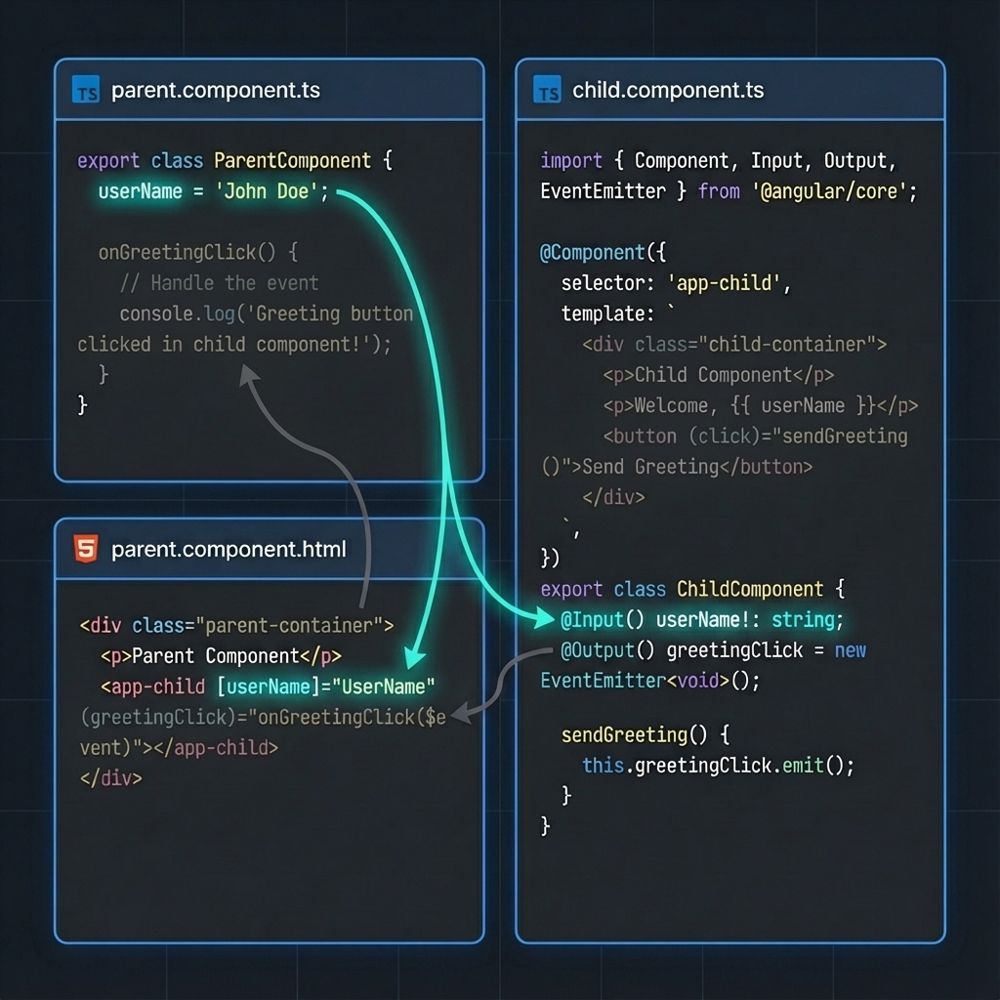 TS parent.component.ts
export class ParentComponent {
userName = 'John Doe';
onGreetingClick() {
// Handle the event
console.log('Greeting button
clicked in child component!');
}
}
5 parent.component.html
<div class="parent-container">
<p>Parent Component</p>
<app-child [userName]="UserName"
(greetingClick)="onGreetingClick($e
vent)"></app-child>
</div>
TS child.component.ts
import { Component, Input, Output,
EventEmitter } from '@angular/core';
@Component({
selector: 'app-child',
template: `
<div class="child-container">
<p>Child Component</p>
<p>Welcome, {{ userName }}</p>
<button (click)="sendGreeting
()">Send Greeting</button>
</div>
`,
})
export class ChildComponent {
@Input() userName!: string;
@Output() greetingClick = new
EventEmitter<void>();
sendGreeting() {
this.greetingClick.emit();
}
}